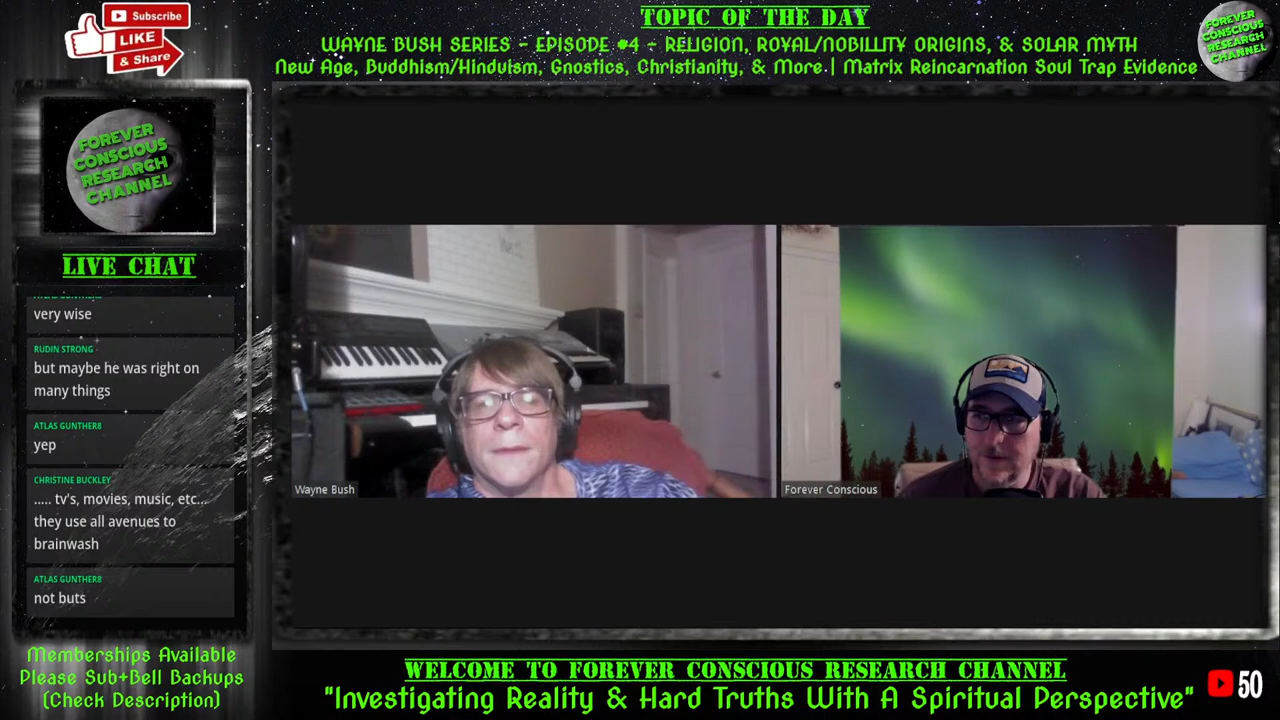 Subscribe
LIKE
& Share
TOPIC OF THE DAY
WAYNE BUSH SERIES - EPISODE #4 - RELIGION, ROYAL/NOBILLITY ORIGINS, & SOLAR MYTH
New Age, Buddhism/Hinduism, Gnostics, Christianity, & More | Matrix Reincarnation Soul Trap Evidence
FOREVER
CONSCIOUS
RESEARCH
CHANNEL
FOREVER
CONSCIOUS
RESEARCH
CHANNEL
LIVE CHAT
ATLAS GUNTHER8
very wise
RUDIN STRONG
but maybe he was right on
many things
ATLAS GUNTHER8
yep
CHRISTINE BUCKLEY
..... tv's, movies, music, etc...
they use all avenues to
brainwash
ATLAS GUNTHER8
not buts
Wayne Bush
Forever Conscious
Memberships Available
Please Sub+Bell Backups
(Check Description)
WELCOME TO FOREVER CONSCIOUS RESEARCH CHANNEL
"Investigating Reality & Hard Truths With A Spiritual Perspective"
50